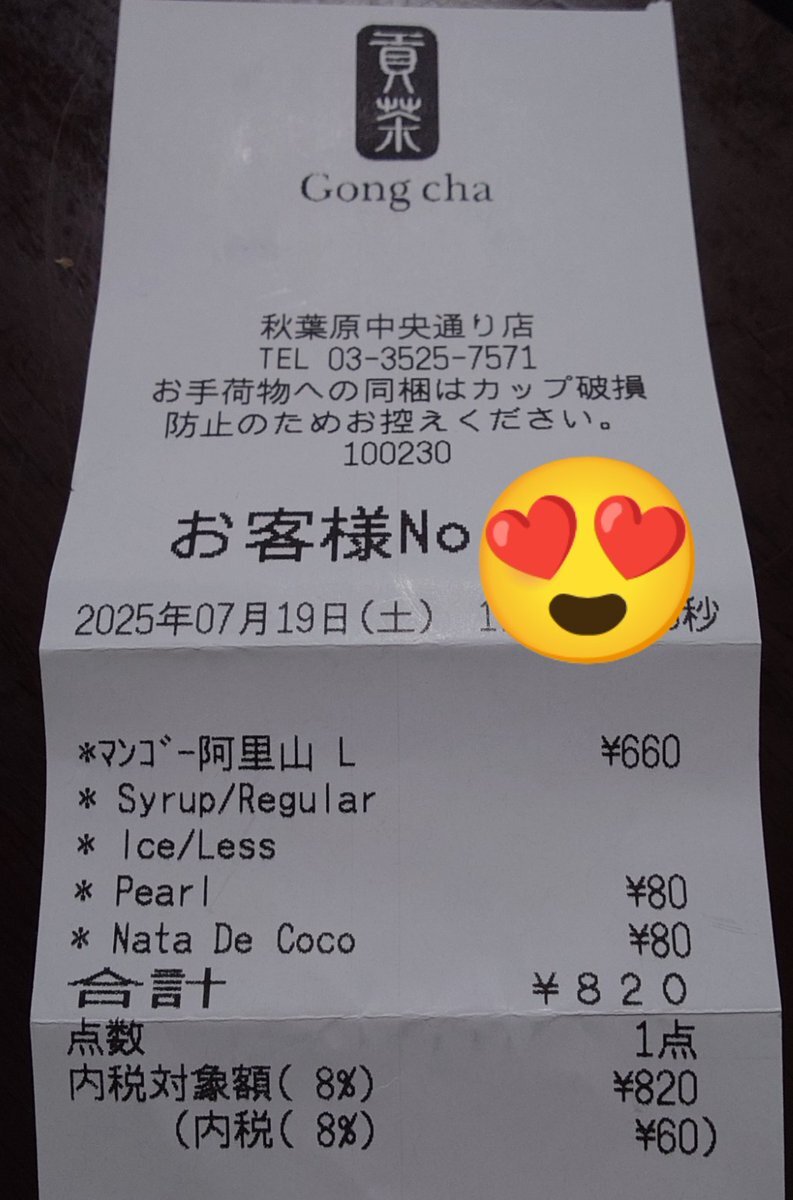 貢茶
Gong cha
秋葉原中央通り店
TEL 03-3525-7571
お手荷物への同梱はカップ破損
防止のためお控えください。
100230
お客様No
2025年07月19日(土) 秒
*ﾏﾝｺﾞｰ阿里山 L ¥660
* Syrup/Regular
* Ice/Less
* Pearl ¥80
* Nata De Coco ¥80
合計 ¥820
点数 1点
内税対象額( 8%) ¥820
(内税( 8%) ¥60)